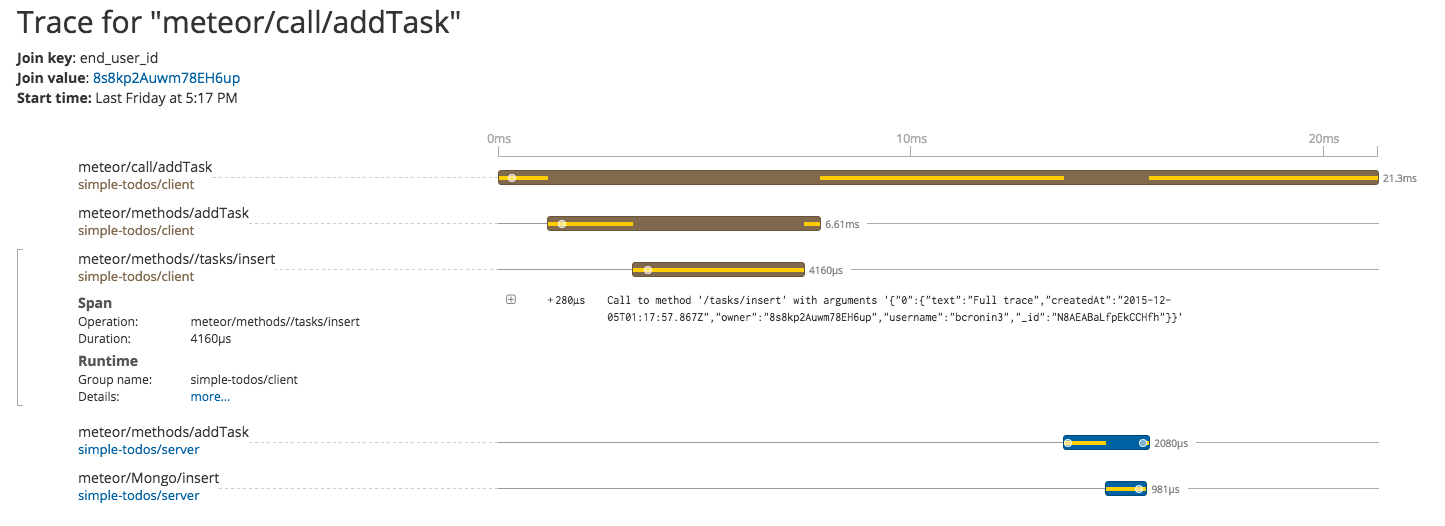 Trace for "meteor/call/addTask"
Join key: end_user_id
Join value: 8s8kp2Auwm78EH6up
Start time: Last Friday at 5:17 PM
0ms 10ms 20ms
meteor/call/addTask
simple-todos/client
21.3ms
meteor/methods/addTask
simple-todos/client
6.61ms
meteor/methods//tasks/insert
simple-todos/client
4160µs
+280µs Call to method '/tasks/insert' with arguments '{"0":{"text":"Full trace","createdAt":"2015-12-
05T01:17:57.867Z","owner":"8s8kp2Auwm78EH6up","username":"bcronin3","_id":"N8AEABaLfpEkCCHfh"}}'
Span
Operation: meteor/methods//tasks/insert
Duration: 4160µs
Runtime
Group name: simple-todos/client
Details: more...
meteor/methods/addTask
simple-todos/server
2080µs
meteor/Mongo/insert
simple-todos/server
981µs